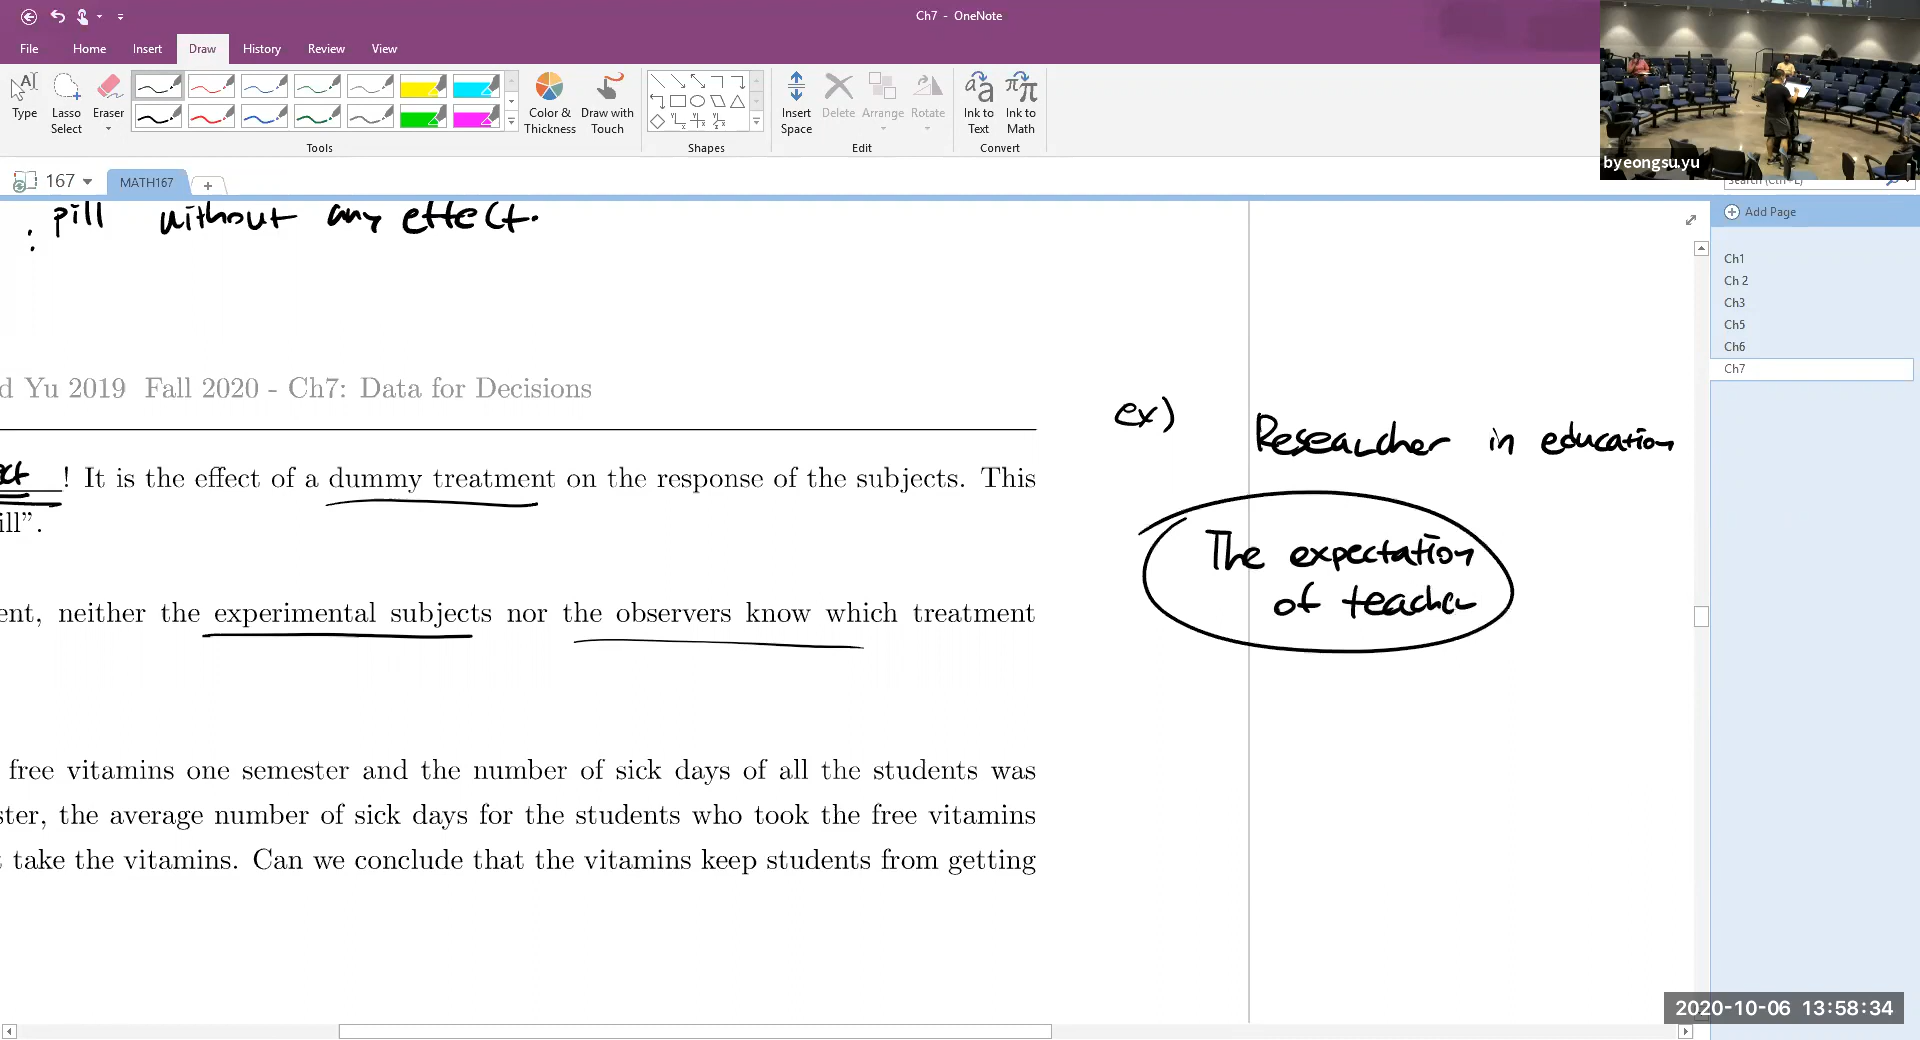 Ch7 - OneNote
File Home Insert Draw History Review View
Type
Lasso Select
Eraser
Color & Thickness
Draw with Touch
Insert Space
Delete
Arrange
Rotate
Ink to Text
Ink to Math
Tools Shapes Edit Convert
byeongsu.yu
167 MATH167
Search (Ctrl+E)
Add Page
Ch1
Ch 2
Ch3
Ch5
Ch6
Ch7
: pill without any effect.
d Yu 2019 Fall 2020 - Ch7: Data for Decisions
ex) Researcher in education
ect ! It is the effect of a dummy treatment on the response of the subjects. This
ill”.
The expectation
of teacher
ent, neither the experimental subjects nor the observers know which treatment
free vitamins one semester and the number of sick days of all the students was
ster, the average number of sick days for the students who took the free vitamins
t take the vitamins. Can we conclude that the vitamins keep students from getting
2020-10-06 13:58:34